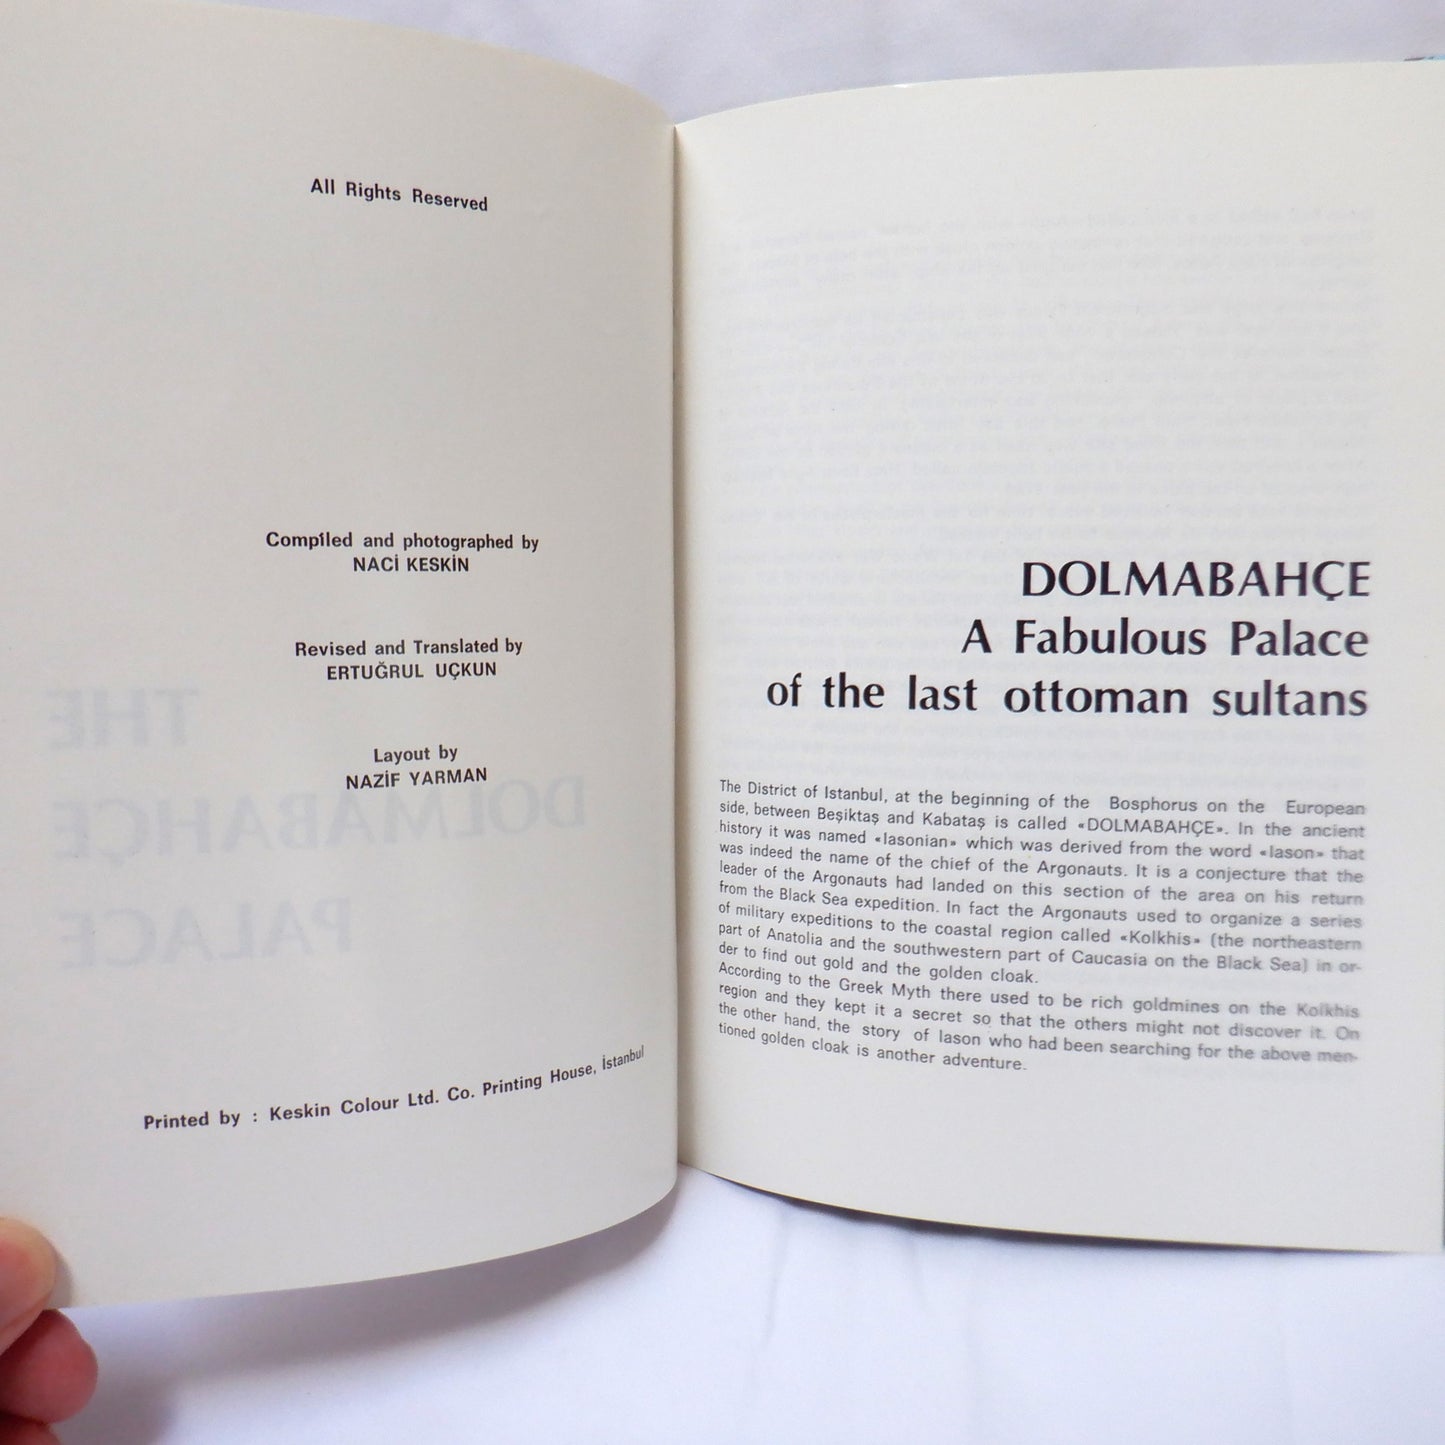 All Rights Reserved
Compiled and photographed by
NACİ KESKİN
Revised and Translated by
ERTUĞRUL UÇKUN
Layout by
NAZİF YARMAN
THE
DOLMABAHÇE
PALACE
Printed by : Keskin Colour Ltd. Co. Printing House, İstanbul
DOLMABAHÇE
A Fabulous Palace
of the last ottoman sultans
The District of Istanbul, at the beginning of the Bosphorus on the European
side, between Beşiktaş and Kabataş is called «DOLMABAHÇE». In the ancient
history it was named «Iasonian» which was derived from the word «Iason» that
was indeed the name of the chief of the Argonauts. It is a conjecture that the
leader of the Argonauts had landed on this section of the area on his return
from the Black Sea expedition. In fact the Argonauts used to organize a series
of military expeditions to the coastal region called «Kolkhis» (the northeastern
part of Anatolia and the southwestern part of Caucasia on the Black Sea) in or-
der to find out gold and the golden cloak.
According to the Greek Myth there used to be rich goldmines on the Kolkhis
region and they kept it a secret so that the others might not discover it. On
the other hand, the story of Iason who had been searching for the above men-
tioned golden cloak is another adventure.